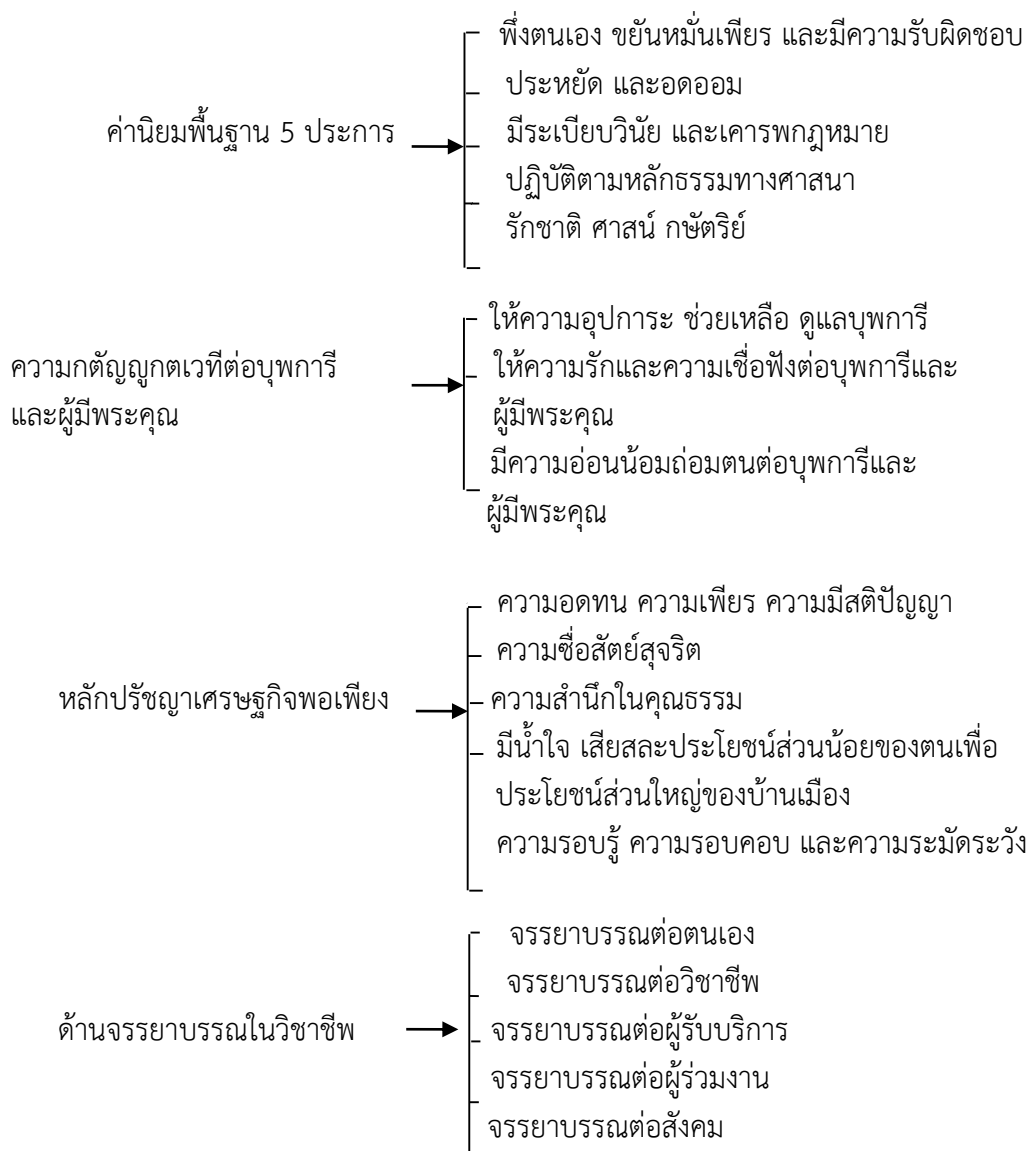 พึ่งตนเอง ขยันหมั่นเพียร และมีความรับผิดชอบ
ประหยัด และอดออม
ค่านิยมพื้นฐาน 5 ประการ
มีระเบียบวินัย และเคารพกฎหมาย
ปฏิบัติตามหลักธรรมทางศาสนา
รักชาติ ศาสน์ กษัตริย์
ความกตัญญูกตเวทีต่อบุพการี
และผู้มีพระคุณ
ให้ความอุปการะ ช่วยเหลือ ดูแลบุพการี
ให้ความรักและความเชื่อฟังต่อบุพการีและ
ผู้มีพระคุณ
มีความอ่อนน้อมถ่อมตนต่อบุพการีและ
ผู้มีพระคุณ
ความอดทน ความเพียร ความมีสติปัญญา
ความซื่อสัตย์สุจริต
หลักปรัชญาเศรษฐกิจพอเพียง
ความสำนึกในคุณธรรม
มีน้ำใจ เสียสละประโยชน์ส่วนน้อยของตนเพื่อ
ประโยชน์ส่วนใหญ่ของบ้านเมือง
ความรอบรู้ ความรอบคอบ และความระมัดระวัง
จรรยาบรรณต่อตนเอง
จรรยาบรรณต่อวิชาชีพ
ด้านจรรยาบรรณในวิชาชีพ
จรรยาบรรณต่อผู้รับบริการ
จรรยาบรรณต่อผู้ร่วมงาน
จรรยาบรรณต่อสังคม